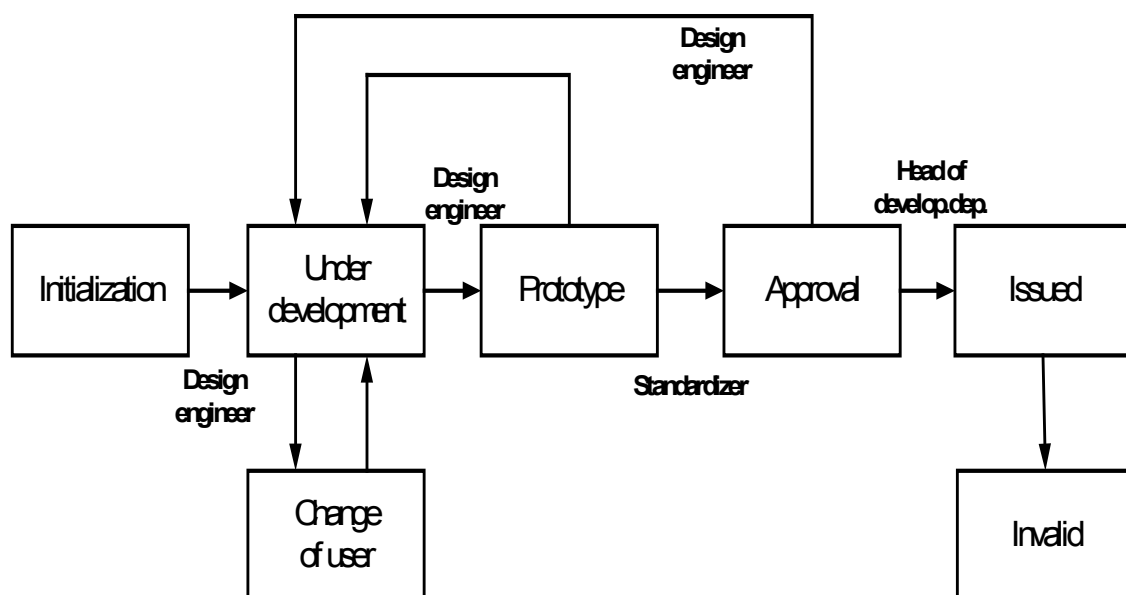 Design
engineer
Design
engineer
Head of
develop.dep.
Initialization
Under
development
Prototype
Approval
Issued
Design
engineer
Standardizer
Change
of user
Invalid